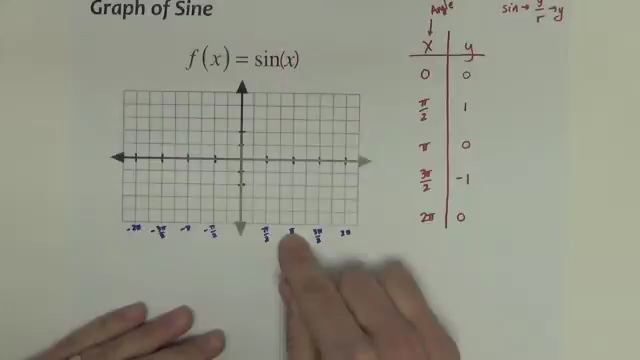 Graph of Sine
Angle
sin→ y/r → y
f(x) = sin(x)
x y
0 0
π/2 1
π 0
3π/2 -1
2π 0
-2π -3π/2 -π -π/2 π/2 π 3π/2 2π